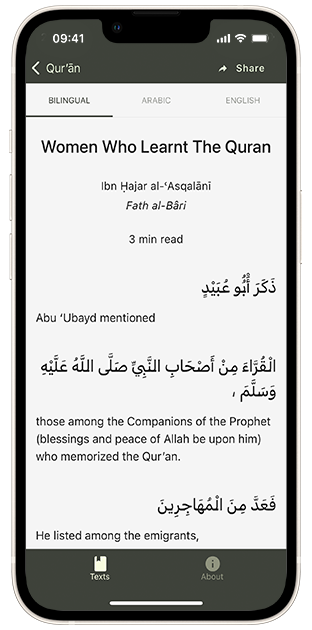 09:41
Qur'ān
Share
BILINGUAL
ARABIC
ENGLISH
Women Who Learnt The Quran
Ibn Ḥajar al-ʿAsqalānī
Fatḥ al-Bâri
3 min read
ذَكَرَ أَبُو عُبَيْدٍ
Abu ‘Ubayd mentioned
الْقُرَّاءَ مِنْ أَصْحَابِ النَّبِيِّ صَلَّى اللَّهُ عَلَيْهِ
وَسَلَّمَ ،
those among the Companions of the Prophet
(blessings and peace of Allah be upon him)
who memorized the Qur’an.
فَعَدَّ مِنَ الْمُهَاجِرِينَ
He listed among the emigrants,
Texts
About